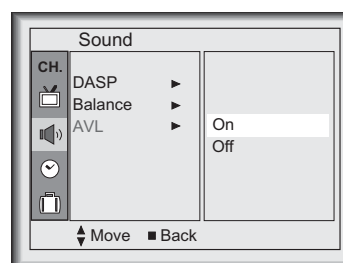 Sound
CH.
DASP ►
Balance ►
AVL ►
On
Off
▲▼ Move ■ Back